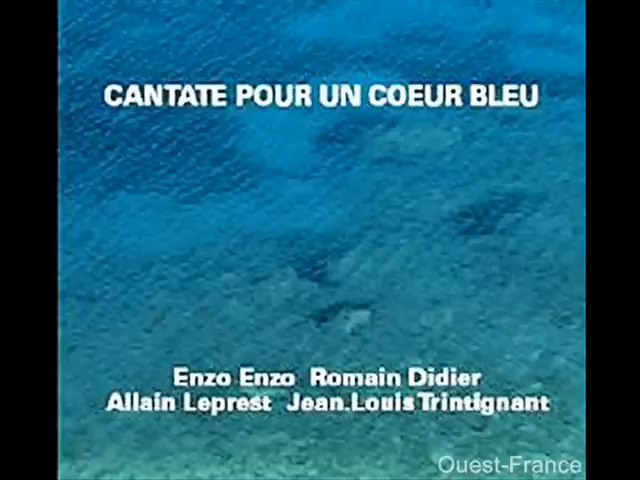 CANTATE POUR UN COEUR BLEU
Enzo Enzo Romain Didier
Allain Leprest Jean.Louis Trintignant
Ouest-France